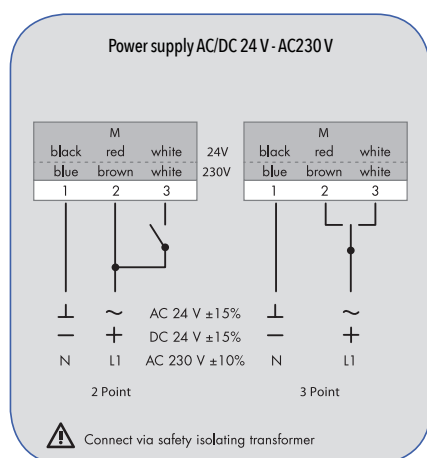 Power supply AC/DC 24 V - AC230 V
M M
black red white 24V black red white
blue brown white 230V blue brown white
1 2 3 1 2 3
⊥ ~ AC 24 V ±15% ⊥ ~
− + DC 24 V ±15% − +
N L1 AC 230 V ±10% N L1
2 Point 3 Point
Connect via safety isolating transformer